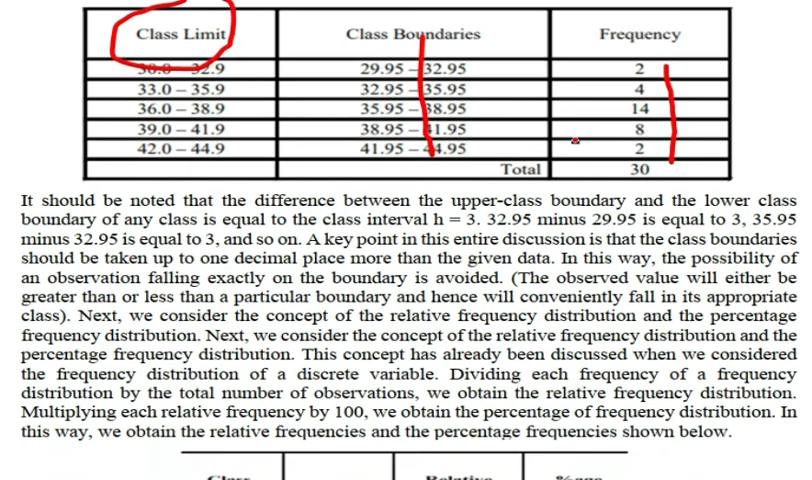 Class Limit Class Boundaries Frequency
30.0 – 32.9 29.95 – 32.95 2
33.0 – 35.9 32.95 – 35.95 4
36.0 – 38.9 35.95 – 38.95 14
39.0 – 41.9 38.95 – 41.95 8
42.0 – 44.9 41.95 – 44.95 2
Total 30
It should be noted that the difference between the upper-class boundary and the lower class
boundary of any class is equal to the class interval h = 3. 32.95 minus 29.95 is equal to 3, 35.95
minus 32.95 is equal to 3, and so on. A key point in this entire discussion is that the class boundaries
should be taken up to one decimal place more than the given data. In this way, the possibility of
an observation falling exactly on the boundary is avoided. (The observed value will either be
greater than or less than a particular boundary and hence will conveniently fall in its appropriate
class). Next, we consider the concept of the relative frequency distribution and the percentage
frequency distribution. Next, we consider the concept of the relative frequency distribution and the
percentage frequency distribution. This concept has already been discussed when we considered
the frequency distribution of a discrete variable. Dividing each frequency of a frequency
distribution by the total number of observations, we obtain the relative frequency distribution.
Multiplying each relative frequency by 100, we obtain the percentage of frequency distribution. In
this way, we obtain the relative frequencies and the percentage frequencies shown below.
Class Relative %age